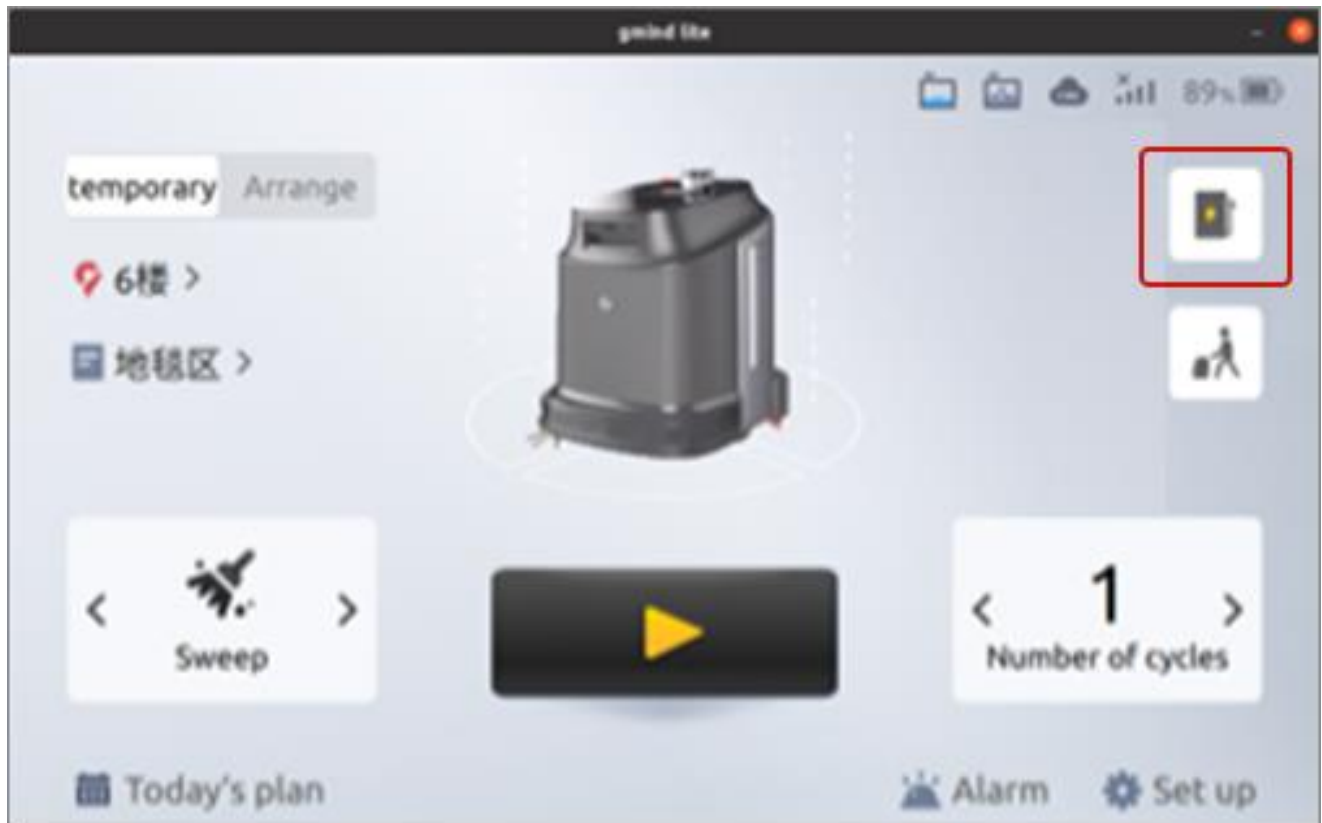 gmind lite
89%
temporary Arrange
6楼 >
地毯区 >
< Sweep >
< 1 >
Number of cycles
Today's plan
Alarm
Set up